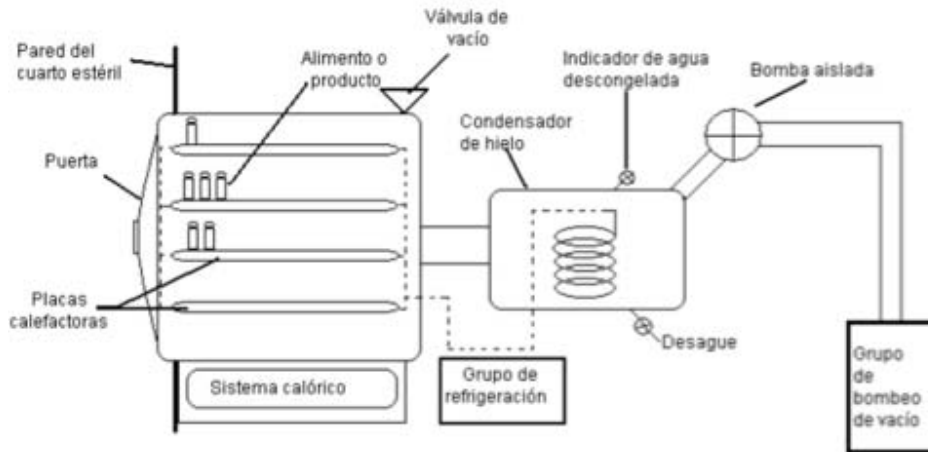 Pared del
cuarto estéril
Alimento o
producto
Válvula de
vacío
Indicador de agua
descongelada
Bomba aislada
Condensador
de hielo
Puerta
Placas
calefactoras
Desague
Sistema calórico
Grupo de
refrigeración
Grupo
de
bombeo
de vacío